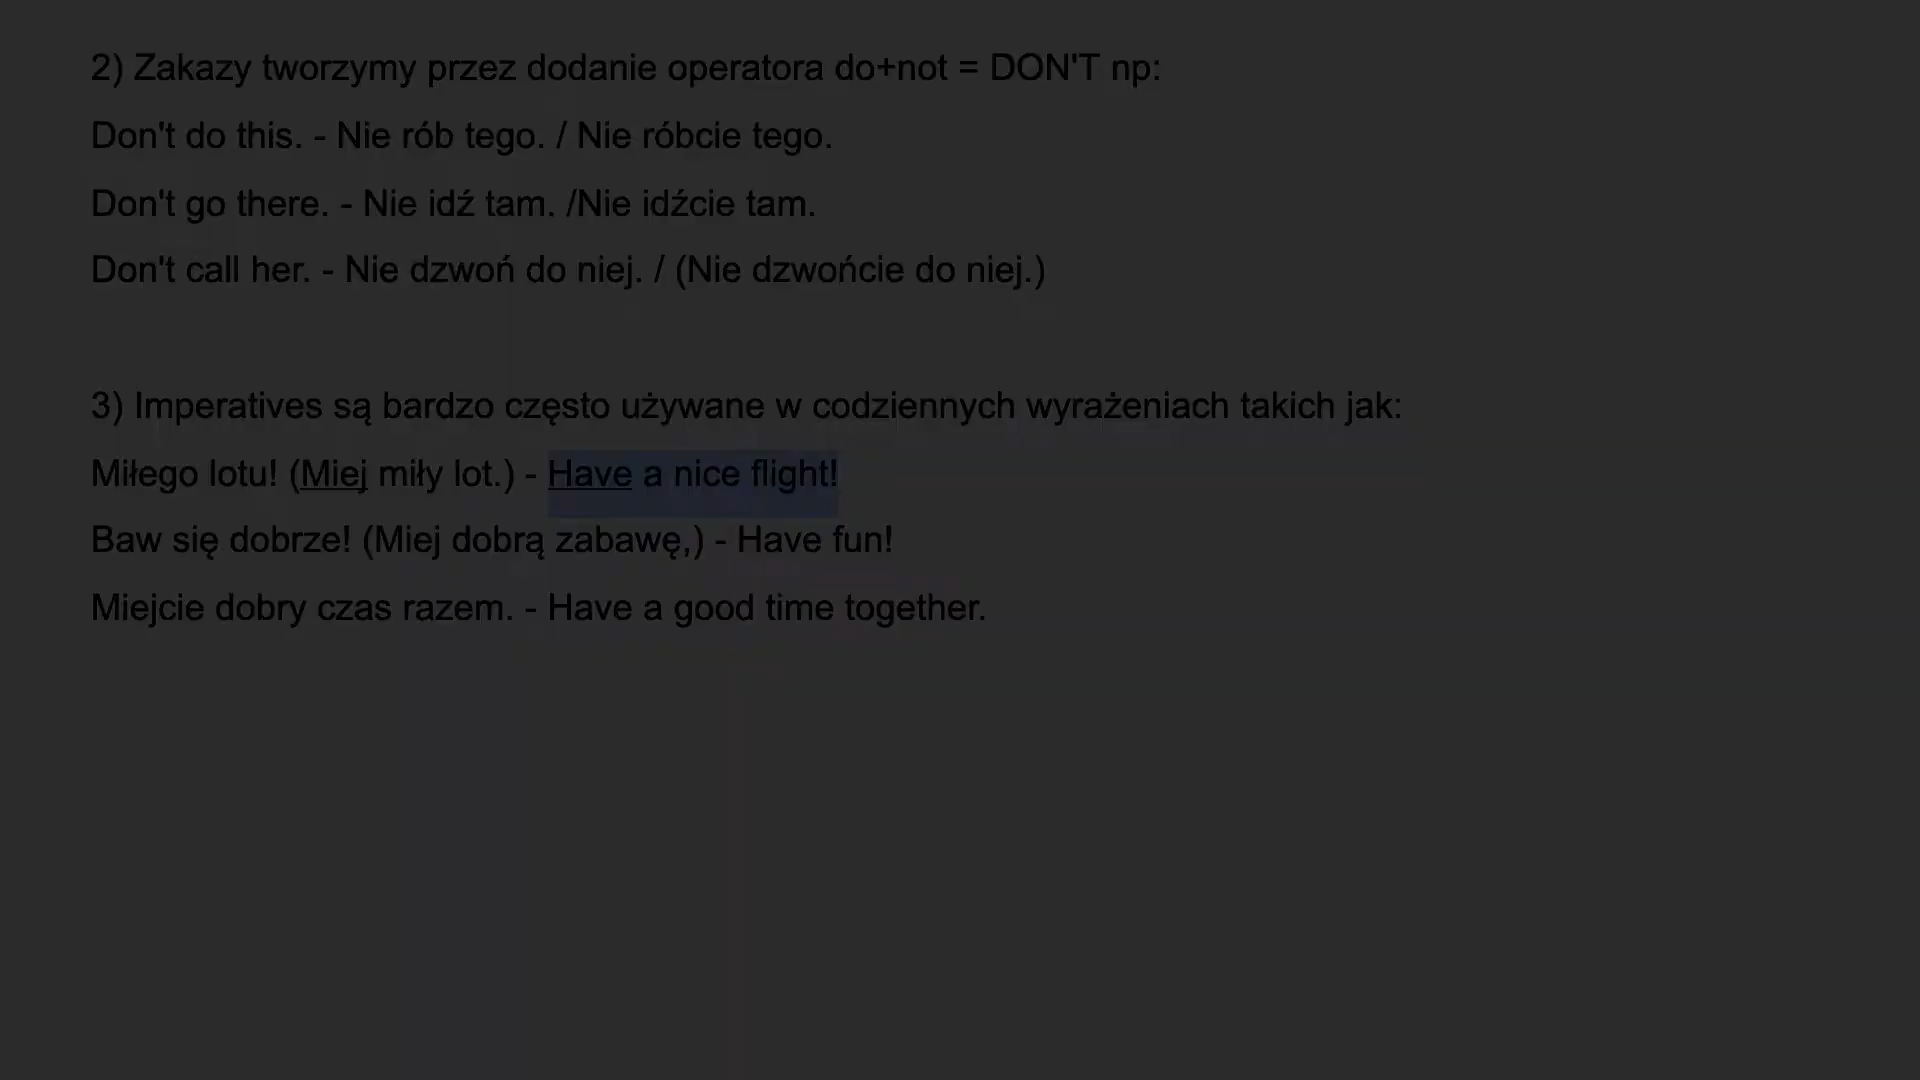 2) Zakazy tworzymy przez dodanie operatora do+not = DON'T np:
Don't do this. - Nie rób tego. / Nie róbcie tego.
Don't go there. - Nie idź tam. /Nie idźcie tam.
Don't call her. - Nie dzwoń do niej. / (Nie dzwońcie do niej.)
3) Imperatives są bardzo często używane w codziennych wyrażeniach takich jak:
Miłego lotu! (Miej miły lot.) - Have a nice flight!
Baw się dobrze! (Miej dobrą zabawę,) - Have fun!
Miejcie dobry czas razem. - Have a good time together.